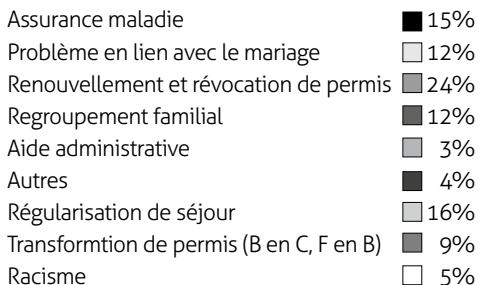 Assurance maladie 15%
Problème en lien avec le mariage 12%
Renouvellement et révocation de permis 24%
Regroupement familial 12%
Aide administrative 3%
Autres 4%
Régularisation de séjour 16%
Transformtion de permis (B en C, F en B) 9%
Racisme 5%